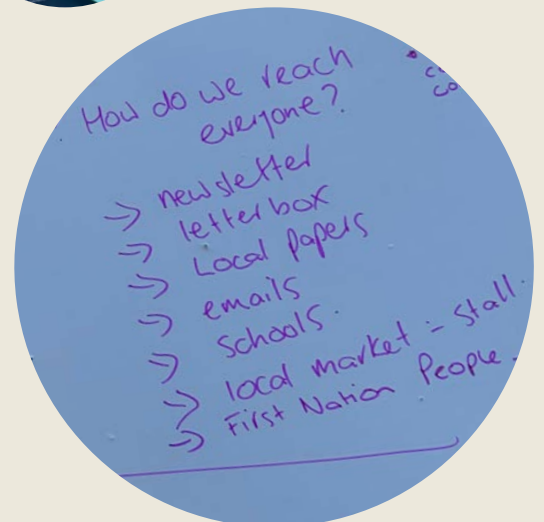 How do we reach
everyone?
→ newsletter
→ letterbox
→ Local papers
→ emails
→ schools.
→ local market - stall.
→ First Nation People.